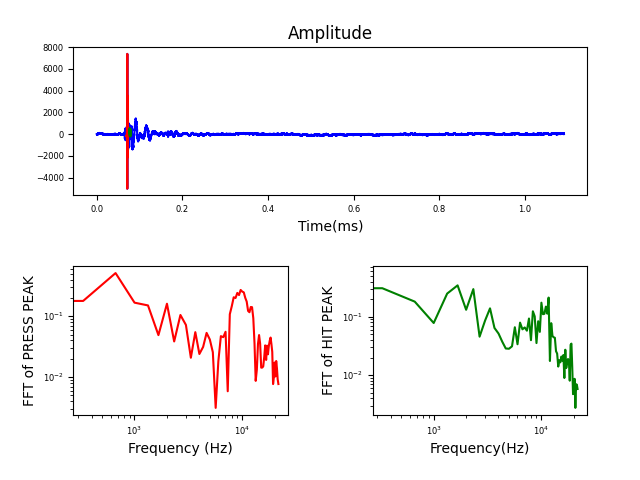 Amplitude
8000
6000
4000
2000
0
−2000
−4000
0.0 0.2 0.4 0.6 0.8 1.0
Time(ms)
FFT of PRESS PEAK
10⁻¹
10⁻²
10³ 10⁴
Frequency (Hz)
FFT of HIT PEAK
10⁻¹
10⁻²
10³ 10⁴
Frequency(Hz)